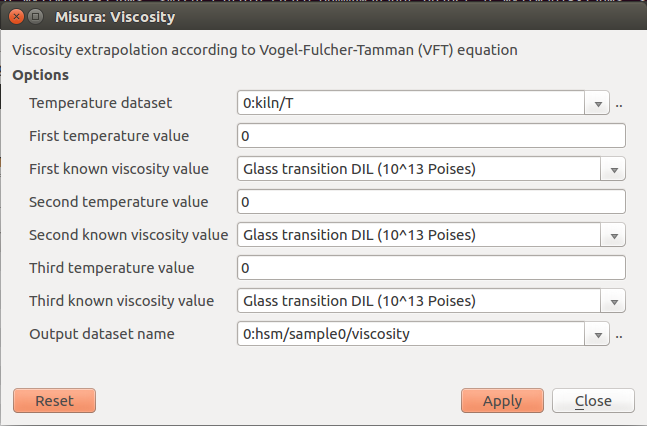 Misura: Viscosity
Viscosity extrapolation according to Vogel-Fulcher-Tamman (VFT) equation
Options
Temperature dataset 0:kiln/T ..
First temperature value 0
First known viscosity value Glass transition DIL (10^13 Poises)
Second temperature value 0
Second known viscosity value Glass transition DIL (10^13 Poises)
Third temperature value 0
Third known viscosity value Glass transition DIL (10^13 Poises)
Output dataset name 0:hsm/sample0/viscosity ..
Reset Apply Close